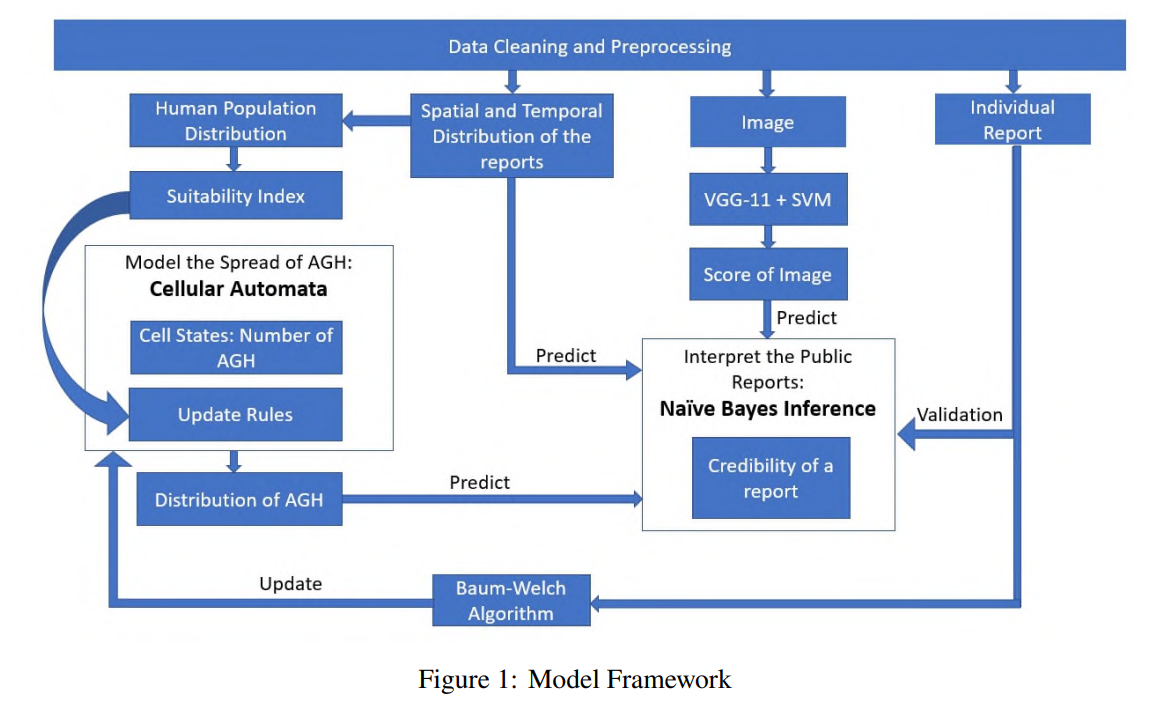 Data Cleaning and Preprocessing
Human Population
Distribution
Spatial and Temporal
Distribution of the
reports
Image
Individual
Report
Suitability Index
VGG-11 + SVM
Score of Image
Predict
Model the Spread of AGH:
Cellular Automata
Cell States: Number of
AGH
Update Rules
Distribution of AGH
Predict
Interpret the Public
Reports:
Naïve Bayes Inference
Credibility of a
report
Validation
Predict
Update
Baum-Welch
Algorithm
Figure 1: Model Framework